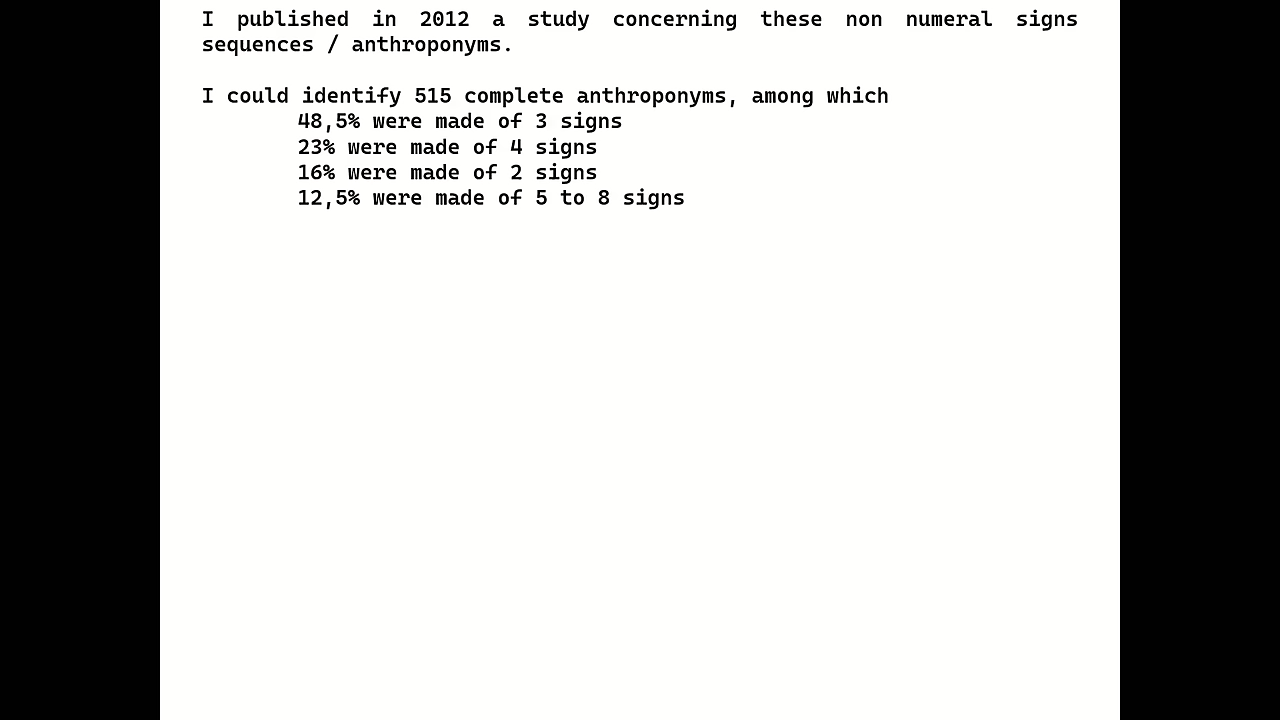 I published in 2012 a study concerning these non numeral signs
sequences / anthroponyms.
I could identify 515 complete anthroponyms, among which
48,5% were made of 3 signs
23% were made of 4 signs
16% were made of 2 signs
12,5% were made of 5 to 8 signs